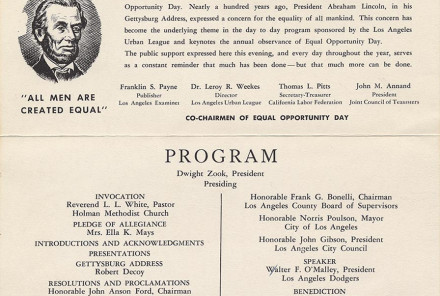 Opportunity Day. Nearly a hundred years ago, President Abraham Lincoln, in his
Gettysburg Address, expressed a concern for the equality of all mankind. This concern has
become the underlying theme in the day to day program sponsored by the Los Angeles
Urban League and keynotes the annual observance of Equal Opportunity Day.
The public support expressed here this evening, and every day throughout the year, serves
as a constant reminder that much has been done — but that much more can be done.
"ALL MEN ARE
CREATED EQUAL"
Franklin S. Payne
Publisher
Los Angeles Examiner
Dr. Leroy R. Weekes
Director
Los Angeles Urban League
Thomas L. Pitts
Secretary-Treasurer
California Labor Federation
John M. Annand
President
Joint Council of Teamsters
CO-CHAIRMEN OF EQUAL OPPORTUNITY DAY
PROGRAM
Dwight Zook, President
Presiding
INVOCATION
Reverend L. L. White, Pastor
Holman Methodist Church
PLEDGE OF ALLEGIANCE
Mrs. Ella K. Mays
INTRODUCTIONS AND ACKNOWLEDGMENTS
PRESENTATIONS
GETTYSBURG ADDRESS
Robert Decoy
RESOLUTIONS AND PROCLAMATIONS
Honorable John Anson Ford, Chairman
Honorable Frank G. Bonelli, Chairman
Los Angeles County Board of Supervisors
Honorable Norris Poulson, Mayor
City of Los Angeles
Honorable John Gibson, President
Los Angeles City Council
SPEAKER
Walter F. O'Malley, President
Los Angeles Dodgers
BENEDICTION